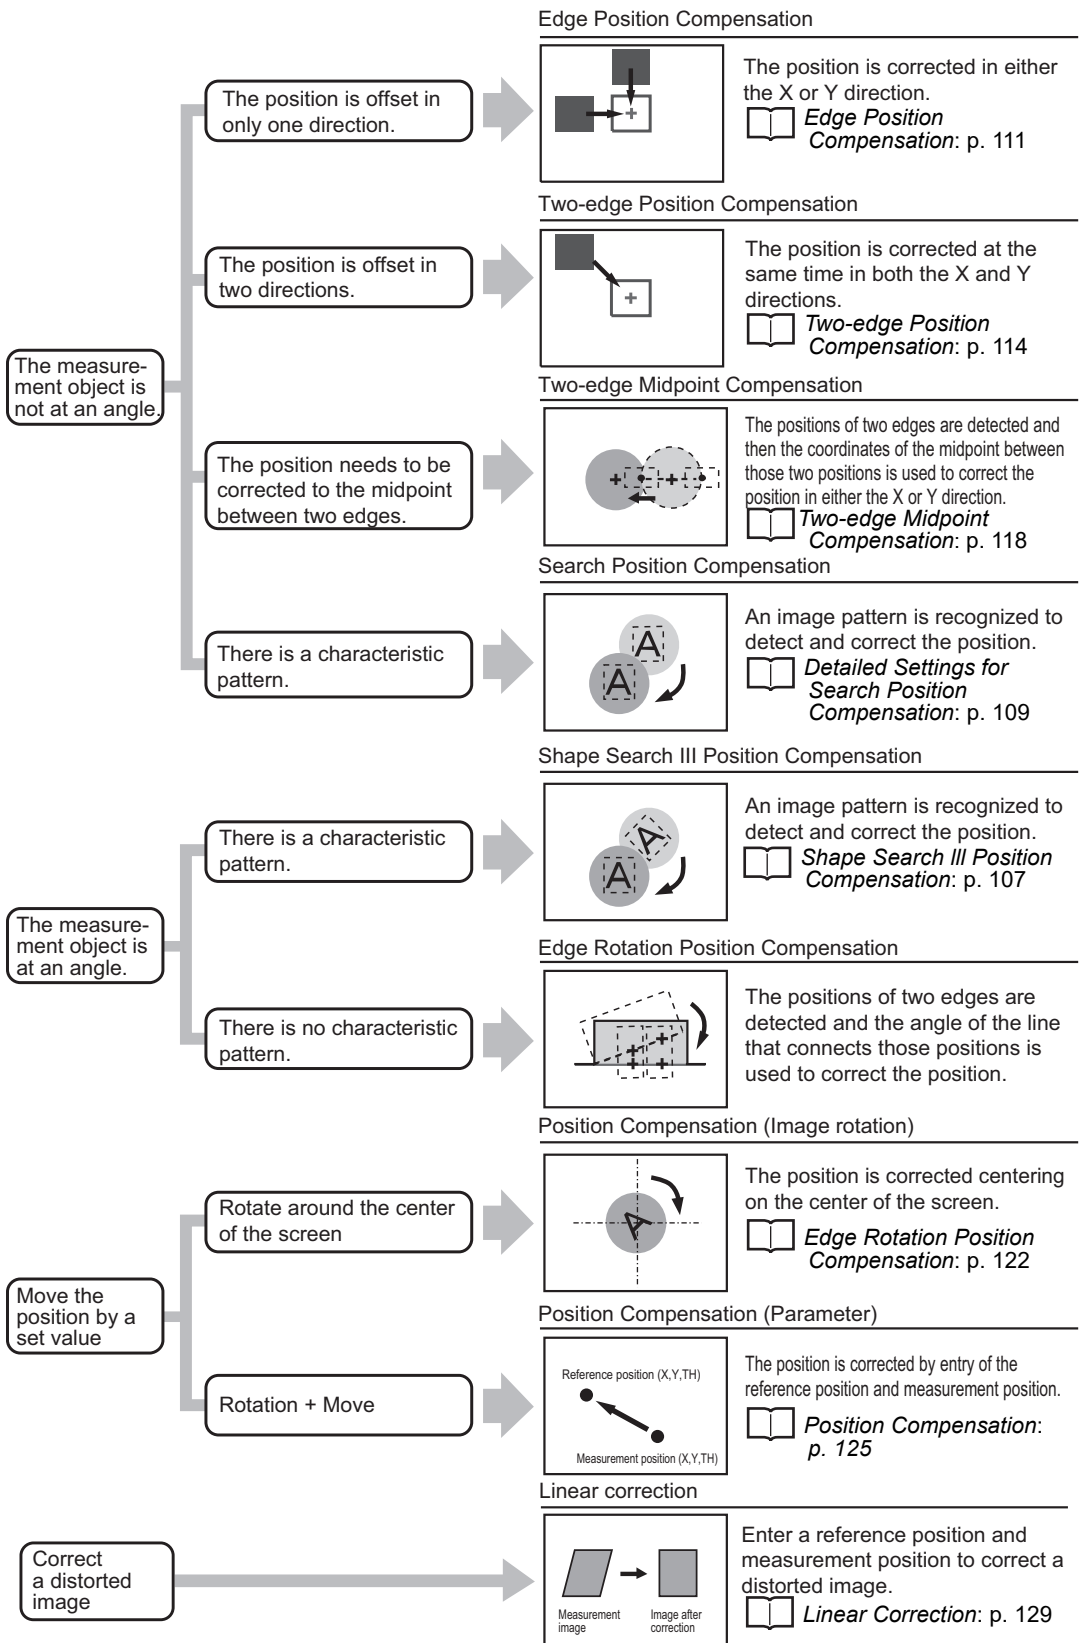 Edge Position Compensation
The position is offset in
only one direction.
The position is corrected in either
the X or Y direction.
Edge Position
Compensation: p. 111
Two-edge Position Compensation
The position is offset in
two directions.
The position is corrected at the
same time in both the X and Y
directions.
Two-edge Position
Compensation: p. 114
The measure-
ment object is
not at an angle.
Two-edge Midpoint Compensation
The position needs to be
corrected to the midpoint
between two edges.
The positions of two edges are detected and
then the coordinates of the midpoint between
those two positions is used to correct the
position in either the X or Y direction.
Two-edge Midpoint
Compensation: p. 118
Search Position Compensation
There is a characteristic
pattern.
A
A
An image pattern is recognized to
detect and correct the position.
Detailed Settings for
Search Position
Compensation: p. 109
Shape Search III Position Compensation
There is a characteristic
pattern.
A
A
An image pattern is recognized to
detect and correct the position.
Shape Search III Position
Compensation: p. 107
The measure-
ment object is
at an angle.
Edge Rotation Position Compensation
There is no characteristic
pattern.
The positions of two edges are
detected and the angle of the line
that connects those positions is
used to correct the position.
Position Compensation (Image rotation)
Rotate around the center
of the screen
A
The position is corrected centering
on the center of the screen.
Edge Rotation Position
Compensation: p. 122
Move the
position by a
set value
Position Compensation (Parameter)
Rotation + Move
Reference position (X,Y,TH)
Measurement position (X,Y,TH)
The position is corrected by entry of the
reference position and measurement position.
Position Compensation:
p. 125
Linear correction
Correct
a distorted
image
Measurement
image
Image after
correction
Enter a reference position and
measurement position to correct a
distorted image.
Linear Correction: p. 129